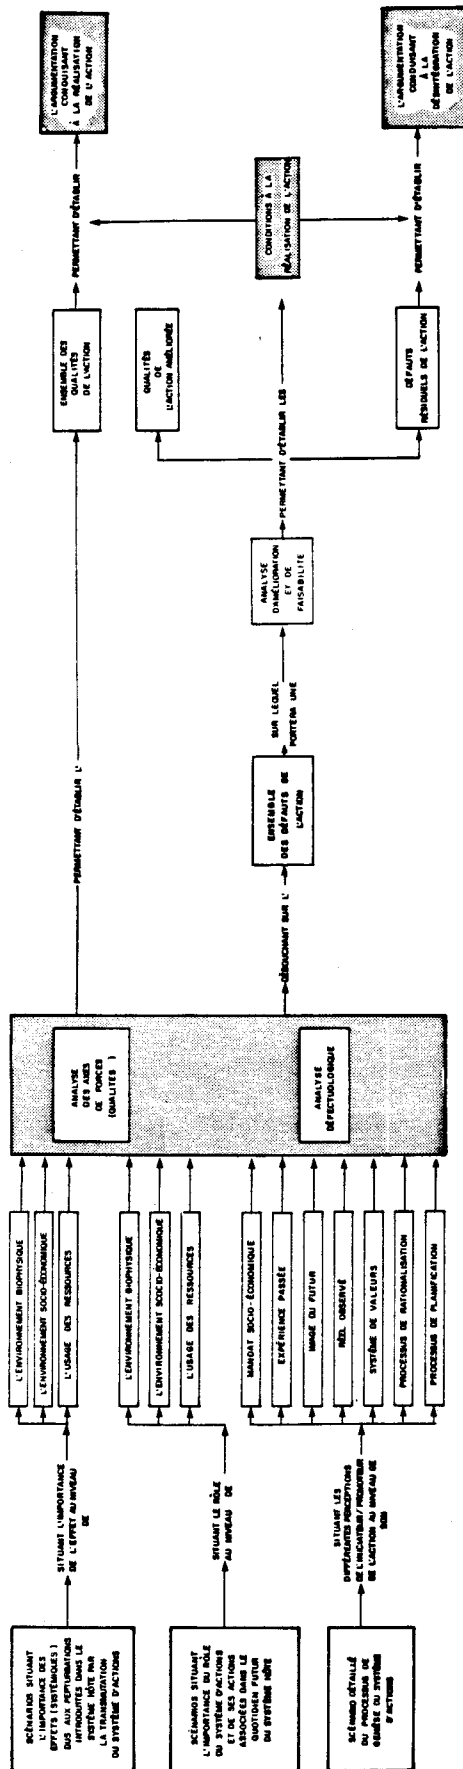 SCÉNARIOS SITUANT
L'IMPORTANCE DES
EFFETS (SYSTÉMIQUES)
DUS AUX PEPTURBATIONS
INTRODUITES DANS LE
SYSTÈME HÔTE PAR
LA TRANSMUTATION
DU SYSTÈME D'ACTIONS
SITUANT L'IMPORTANCE
DE L'EFFET AU NIVEAU
DE
L'ENVIRONNEMENT BIOPHYSIQUE
L'ENVIRONNEMENT SOCIO-ÉCONOMIQUE
L'USAGE DES RESSOURCES
SCÉNARIOS SITUANT
L'IMPORTANCE DU RÔLE
DU SYSTÈME D'ACTIONS
ET DE SES ACTIONS
ASSOCIÉES DANS LE
QUOTIDIEN FUTUR
DU SYSTÈME HÔTE
SITUANT LE RÔLE
AU NIVEAU DE
L'ENVIRONNEMENT BIOPHYSIQUE
L'ENVIRONNEMENT SOCIO-ÉCONOMIQUE
L'USAGE DES RESSOURCES
SCÉNARIO DÉTAILLÉ
DU PROCESSUS DE
GENÈSE DU SYSTÈME
D'ACTIONS
SITUANT LES
DIFFÉRENTES PERCEPTIONS
DE L'INITIATEUR/PROMOTEUR
DE L'ACTION AU NIVEAU DE
SON
MANDAT SOCIO-ÉCONOMIQUE
EXPÉRIENCE PASSÉE
IMAGE DU FUTUR
RÉEL OBSERVÉ
SYSTÈME DE VALEURS
PROCESSUS DE RATIONALISATION
PROCESSUS DE PLANIFICATION
ANALYSE
DES AXES
DE FORCES
(QUALITÉS)
ANALYSE
DÉFECTUOLOGIQUE
PERMETTANT D'ÉTABLIR L'
ENSEMBLE DES
QUALITÉS
DE L'ACTION
PERMETTANT D'ÉTABLIR
L'ARGUMENTATION
CONDUISANT
À LA RÉALISATION
DE L'ACTION
DÉBOUCHANT SUR L'
ENSEMBLE
DES DÉFAUTS DE
L'ACTION
SUR LEQUEL
PORTERA UNE
ANALYSE
D'AMÉLIORATION
ET DE
FAISABILITÉ
PERMETTANT D'ÉTABLIR LES
QUALITÉS
DE
L'ACTION AMÉLIORÉE
CONDITIONS À LA
RÉALISATION DE L'ACTION
DÉFAUTS
RÉSIDUELS DE L'ACTION
PERMETTANT D'ÉTABLIR
L'ARGUMENTATION
CONDUISANT
À LA
DÉSINTÉGRATION
DE L'ACTION